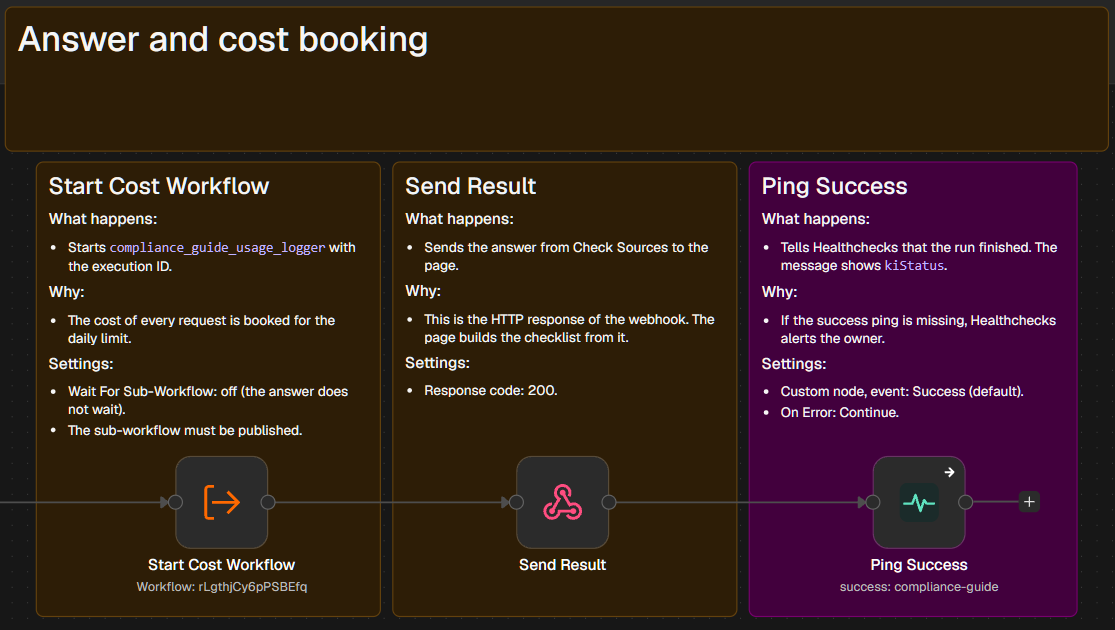 Answer and cost booking
Start Cost Workflow
What happens:
• Starts compliance_guide_usage_logger with
the execution ID.
Why:
• The cost of every request is booked for the
daily limit.
Settings:
• Wait For Sub-Workflow: off (the answer does
not wait).
• The sub-workflow must be published.
Start Cost Workflow
Workflow: rLgthjCy6pPSBEfq
Send Result
What happens:
• Sends the answer from Check Sources to the
page.
Why:
• This is the HTTP response of the webhook. The
page builds the checklist from it.
Settings:
• Response code: 200.
Send Result
Ping Success
What happens:
• Tells Healthchecks that the run finished. The
message shows kiStatus.
Why:
• If the success ping is missing, Healthchecks
alerts the owner.
Settings:
• Custom node, event: Success (default).
• On Error: Continue.
Ping Success
success: compliance-guide